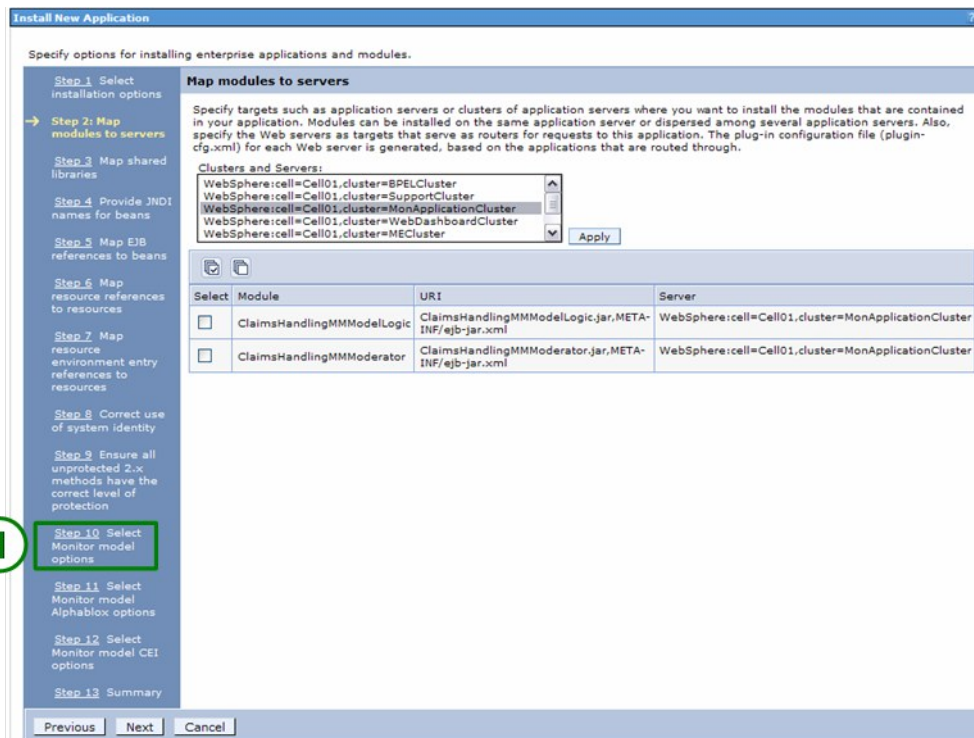 Install New Application
?
Specify options for installing enterprise applications and modules.
Step 1 Select
installation options
Step 2: Map
modules to servers
Step 3 Map shared
libraries
Step 4 Provide JNDI
names for beans
Step 5 Map EJB
references to beans
Step 6 Map
resource references
to resources
Step 7 Map
resource
environment entry
references to
resources
Step 8 Correct use
of system identity
Step 9 Ensure all
unprotected 2.x
methods have the
correct level of
protection
Step 10 Select
Monitor model
options
Step 11 Select
Monitor model
Alphablox options
Step 12 Select
Monitor model CEI
options
Step 13 Summary
Map modules to servers
Specify targets such as application servers or clusters of application servers where you want to install the modules that are contained
in your application. Modules can be installed on the same application server or dispersed among several application servers. Also,
specify the Web servers as targets that serve as routers for requests to this application. The plug-in configuration file (plugin-
cfg.xml) for each Web server is generated, based on the applications that are routed through.
Clusters and Servers:
WebSphere:cell=Cell01,cluster=BPELCluster
WebSphere:cell=Cell01,cluster=SupportCluster
WebSphere:cell=Cell01,cluster=MonApplicationCluster
WebSphere:cell=Cell01,cluster=WebDashboardCluster
WebSphere:cell=Cell01,cluster=MECluster
Apply
Select Module URI Server
ClaimsHandlingMMModelLogic ClaimsHandlingMMModelLogic.jar,META-INF/ejb-jar.xml WebSphere:cell=Cell01,cluster=MonApplicationCluster
ClaimsHandlingMMModerator ClaimsHandlingMMModerator.jar,META-INF/ejb-jar.xml WebSphere:cell=Cell01,cluster=MonApplicationCluster
Previous Next Cancel